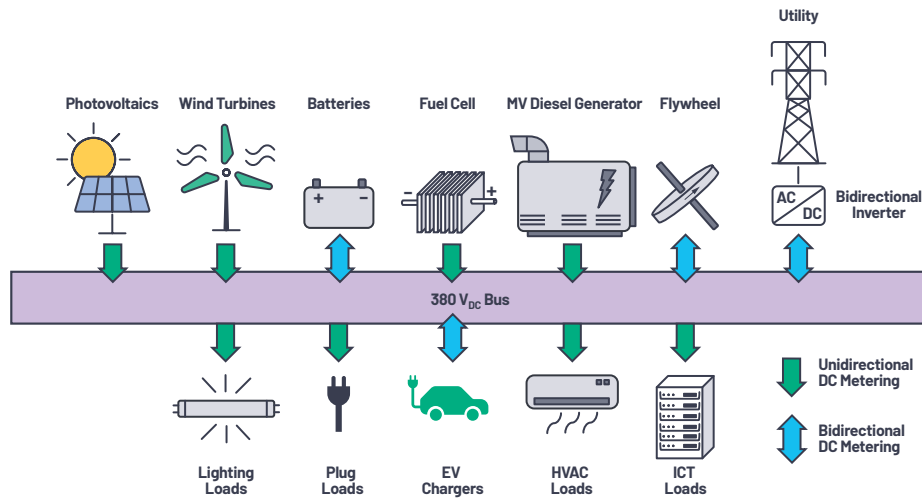 Utility
Photovoltaics
Wind Turbines
Batteries
Fuel Cell
MV Diesel Generator
Flywheel
+
-
-
+
AC
DC
Bidirectional
Inverter
380 VDC Bus
Unidirectional
DC Metering
Bidirectional
DC Metering
Lighting
Loads
Plug
Loads
EV
Chargers
HVAC
Loads
ICT
Loads